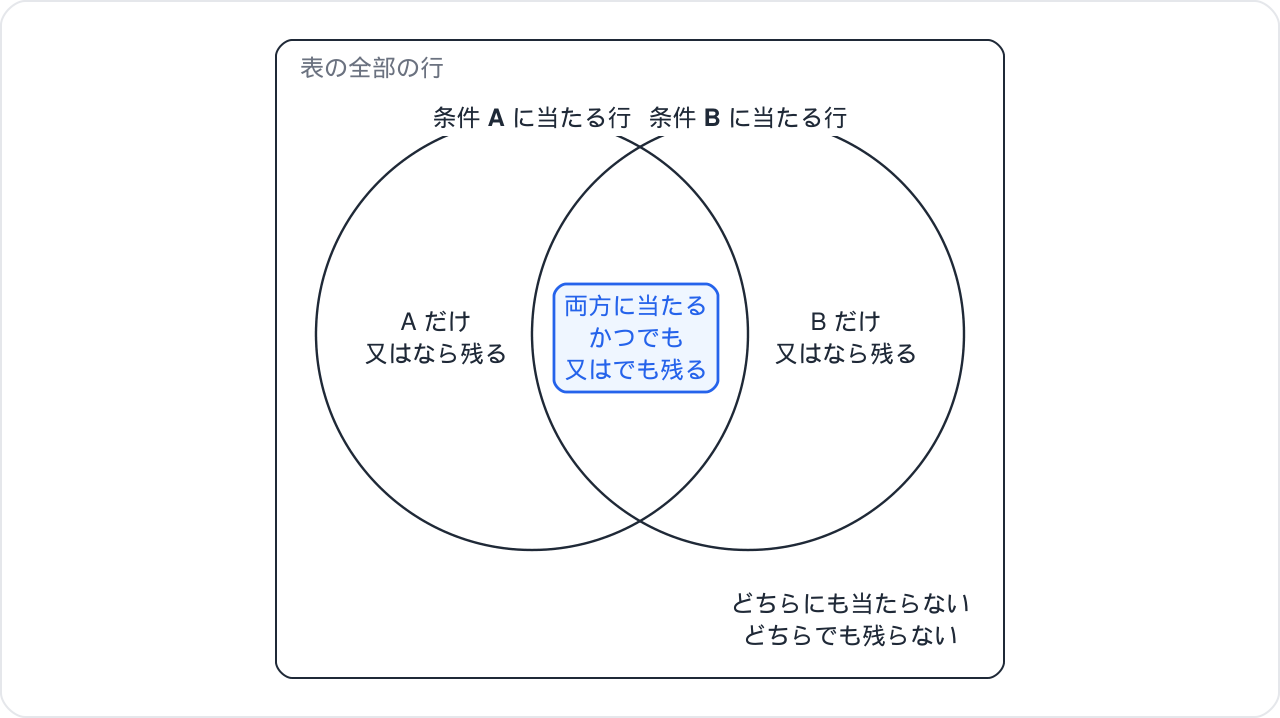 表の全部の行
条件 A に当たる行
条件 B に当たる行
A だけ
又はなら残る
両方に当たる
かつでも
又はでも残る
B だけ
又はなら残る
どちらにも当たらない
どちらでも残らない